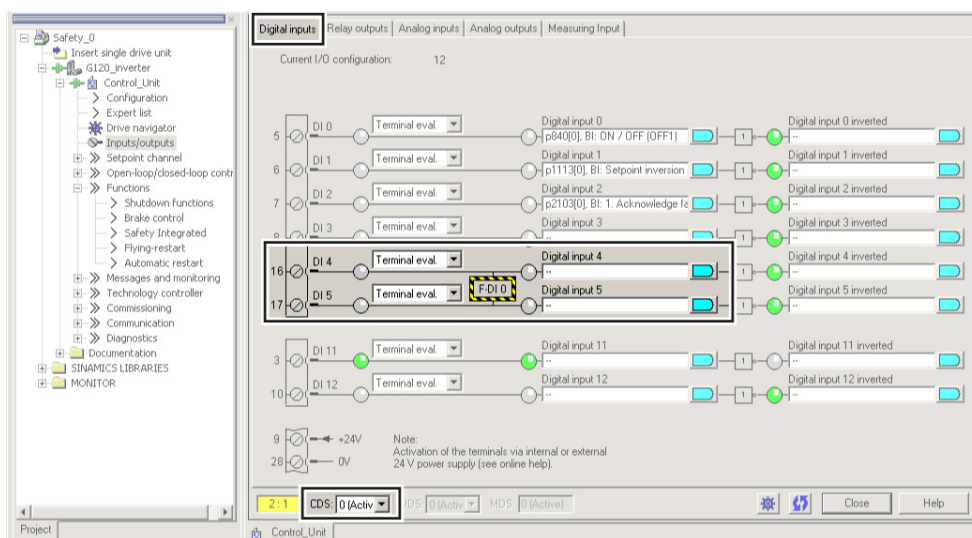 Safety_0
Insert single drive unit
G120_inverter
Control_Unit
Configuration
Expert list
Drive navigator
Inputs/outputs
Setpoint channel
Open-loop/closed-loop contr
Functions
Shutdown functions
Brake control
Safety Integrated
Flying-restart
Automatic restart
Messages and monitoring
Technology controller
Commissioning
Communication
Diagnostics
Documentation
SINAMICS LIBRARIES
MONITOR
Project
Digital inputs Relay outputs Analog inputs Analog outputs Measuring Input
Current I/O configuration: 12
Digital input 0 Digital input 0 inverted
5 DI 0 Terminal eval. p840[0], BI: ON / OFF (OFF1) 1 --
Digital input 1 Digital input 1 inverted
6 DI 1 Terminal eval. p1113[0], BI: Setpoint inversion 1 --
Digital input 2 Digital input 2 inverted
7 DI 2 Terminal eval. p2103[0], BI: 1. Acknowledge fa 1 --
Digital input 3 Digital input 3 inverted
8 DI 3 Terminal eval. -- 1 --
Digital input 4 Digital input 4 inverted
16 DI 4 Terminal eval. -- 1 --
F-DI 0
Digital input 5 Digital input 5 inverted
17 DI 5 Terminal eval. -- 1 --
Digital input 11 Digital input 11 inverted
3 DI 11 Terminal eval. -- 1 --
Digital input 12 Digital input 12 inverted
10 DI 12 Terminal eval. -- 1 --
9 +24V
28 0V
Note:
Activation of the terminals via internal or external
24 V power supply (see online help).
2:1 CDS: 0 (Activ DDS: 0 (Activ MDS: 0 (Active) Close Help
Control_Unit